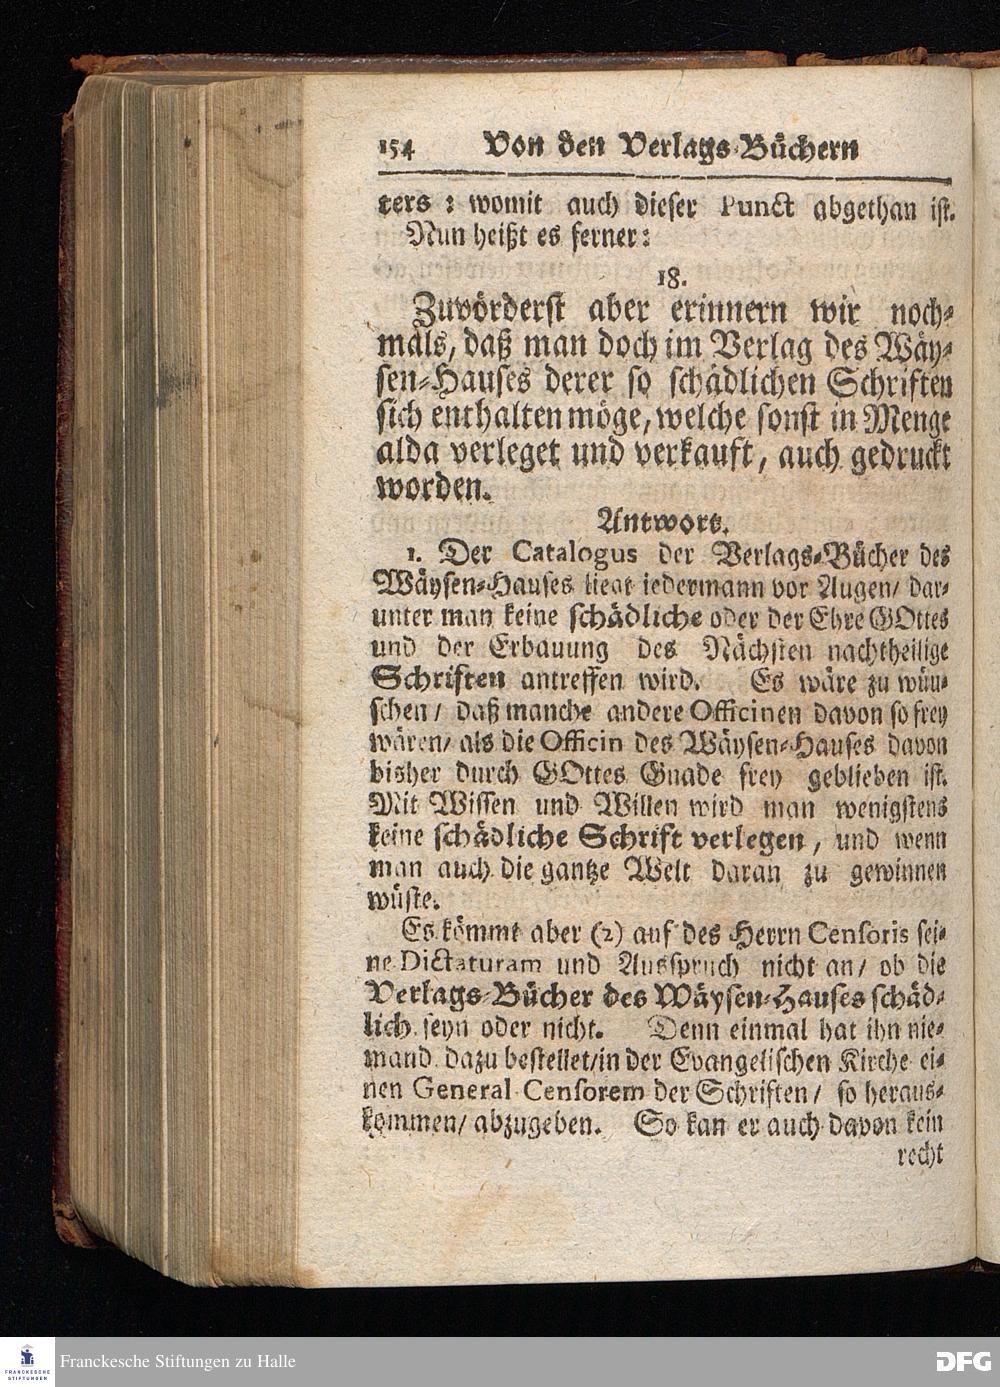 154 Von den Verlags-Büchern
ters : womit auch dieser Punct abgethan ist.
Nun heißt es ferner:
18.
Zuvörderst aber erinnern wir noch-
mals, daß man doch im Verlag des Wäy-
sen-Hauses derer so schädlichen Schriften
sich enthalten möge, welche sonst in Menge
alda verleget und verkauft, auch gedruckt
worden.
Antwort.
1. Der Catalogus der Verlags-Bücher des
Wäysen-Hauses liegt iedermann vor Augen/ dar-
unter man keine schädliche oder der Ehre GOttes
und der Erbauung des Nächsten nachtheilige
Schriften antreffen wird. Es wäre zu wün-
schen/ daß manche andere Officinen davon so frey
wären/ als die Officin des Wäysen-Hauses davon
bisher durch GOttes Gnade frey geblieben ist.
Mit Wissen und Willen wird man wenigstens
keine schädliche Schrift verlegen, und wenn
man auch die gantze Welt daran zu gewinnen
wüste.
Es kömmt aber (2) auf des Herrn Censoris sei-
ne Dictaturam und Ausspruch nicht an/ ob die
Verlags-Bücher des Wäysen-Hauses schäd-
lich seyn oder nicht. Denn einmal hat ihn nie-
mand dazu bestellet/ in der Evangelischen Kirche ei-
nen General-Censorem der Schriften/ so heraus-
kommen/ abzugeben. So kan er auch davon kein
recht
FRANCKESCHE STIFTUNGEN
Franckesche Stiftungen zu Halle
DFG